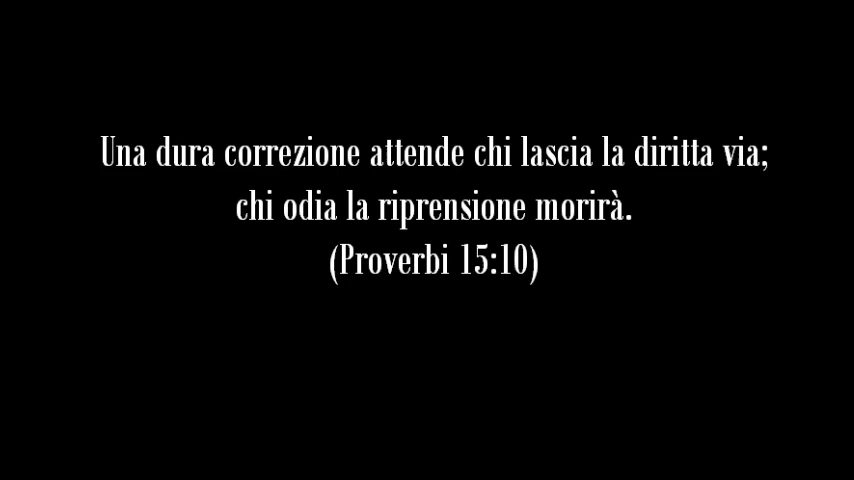 Una dura correzione attende chi lascia la diritta via;
chi odia la riprensione morirà.
(Proverbi 15:10)